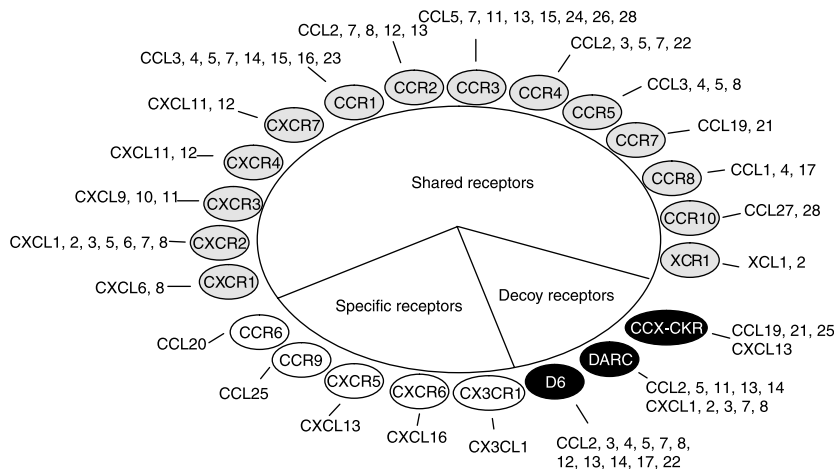 CCL5, 7, 11, 13, 15, 24, 26, 28
CCL2, 7, 8, 12, 13
CCL2, 3, 5, 7, 22
CCL3, 4, 5, 7, 14, 15, 16, 23
CCL3, 4, 5, 8
CXCL11, 12
CCL19, 21
CXCL11, 12
CCL1, 4, 17
CXCL9, 10, 11
CCL27, 28
CXCL1, 2, 3, 5, 6, 7, 8
XCL1, 2
CXCL6, 8
CCR1
CCR2
CCR3
CCR4
CCR5
CCR7
CCR8
CCR10
XCR1
CXCR7
CXCR4
CXCR3
CXCR2
CXCR1
Shared receptors
Specific receptors
Decoy receptors
CCR6
CCR9
CXCR5
CXCR6
CX3CR1
D6
DARC
CCX-CKR
CCL20
CCL25
CXCL13
CXCL16
CX3CL1
CCL2, 3, 4, 5, 7, 8,
12, 13, 14, 17, 22
CCL2, 5, 11, 13, 14
CXCL1, 2, 3, 7, 8
CCL19, 21, 25
CXCL13